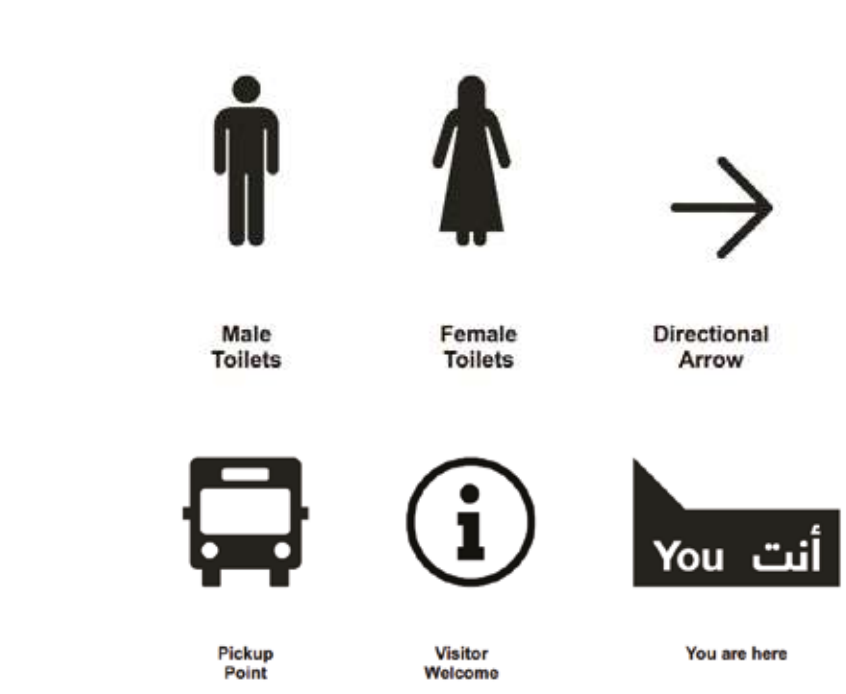 Male
Toilets
Female
Toilets
Directional
Arrow
i
You أنت
Pickup
Point
Visitor
Welcome
You are here